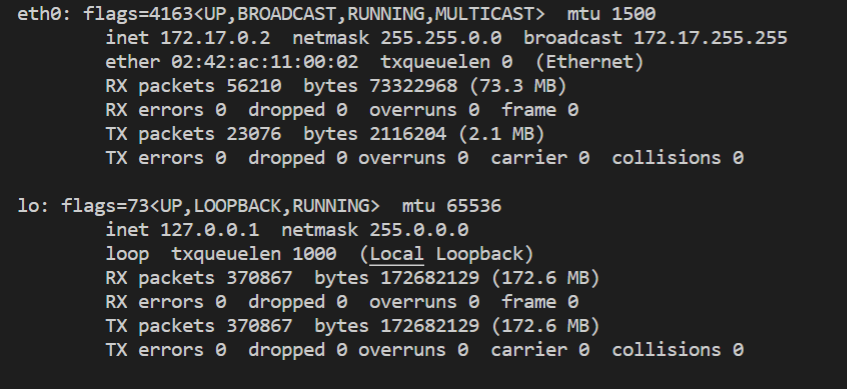 eth0: flags=4163<UP,BROADCAST,RUNNING,MULTICAST>  mtu 1500
        inet 172.17.0.2  netmask 255.255.0.0  broadcast 172.17.255.255
        ether 02:42:ac:11:00:02  txqueuelen 0  (Ethernet)
        RX packets 56210  bytes 73322968 (73.3 MB)
        RX errors 0  dropped 0  overruns 0  frame 0
        TX packets 23076  bytes 2116204 (2.1 MB)
        TX errors 0  dropped 0 overruns 0  carrier 0  collisions 0

lo: flags=73<UP,LOOPBACK,RUNNING>  mtu 65536
        inet 127.0.0.1  netmask 255.0.0.0
        loop  txqueuelen 1000  (Local Loopback)
        RX packets 370867  bytes 172682129 (172.6 MB)
        RX errors 0  dropped 0  overruns 0  frame 0
        TX packets 370867  bytes 172682129 (172.6 MB)
        TX errors 0  dropped 0 overruns 0  carrier 0  collisions 0